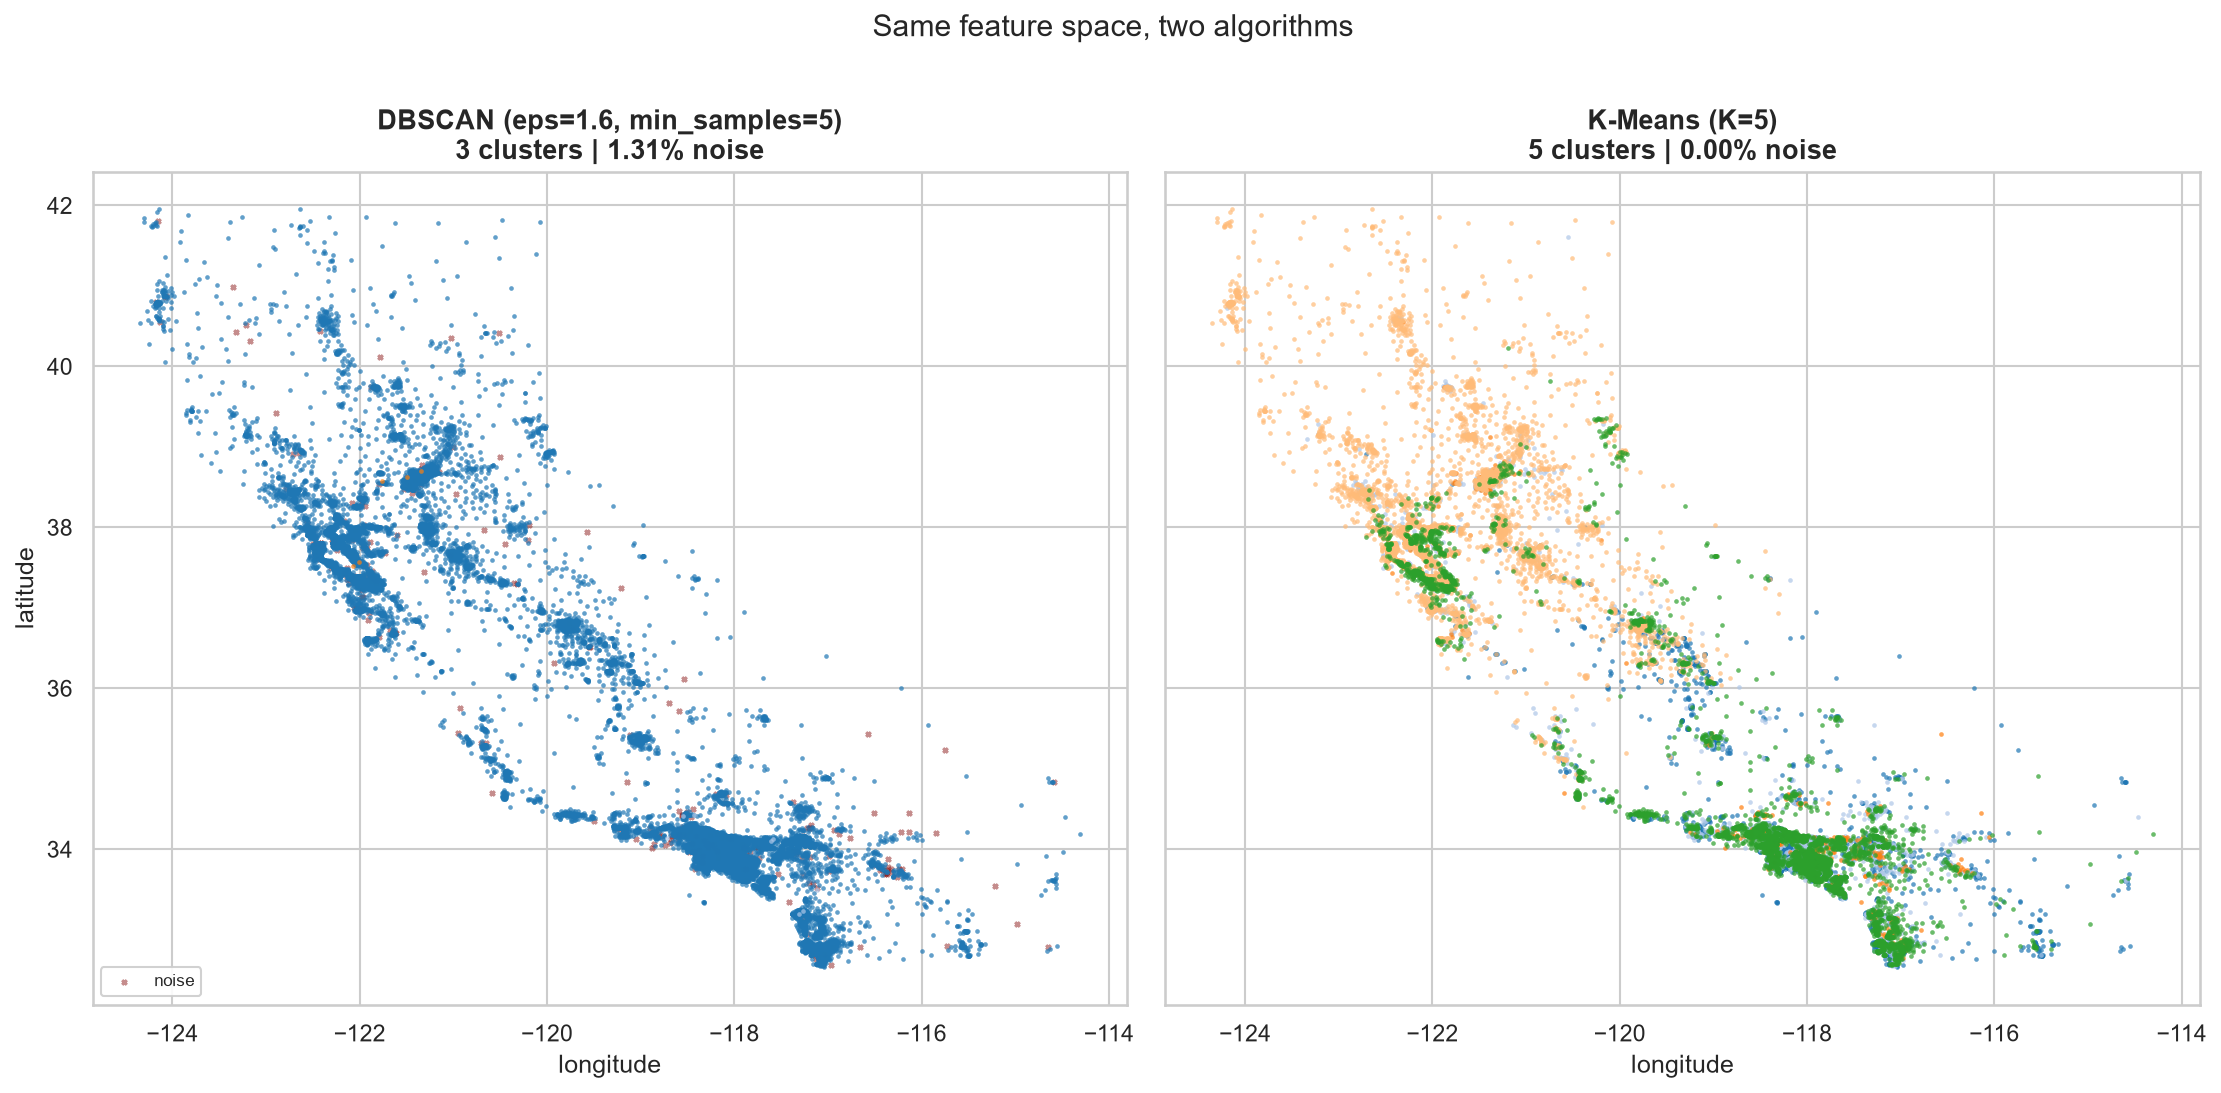 Same feature space, two algorithms
DBSCAN (eps=1.6, min_samples=5)
3 clusters | 1.31% noise
42
40
38
36
34
latitude
noise
−124
−122
−120
−118
−116
−114
longitude
K-Means (K=5)
5 clusters | 0.00% noise
−124
−122
−120
−118
−116
−114
longitude